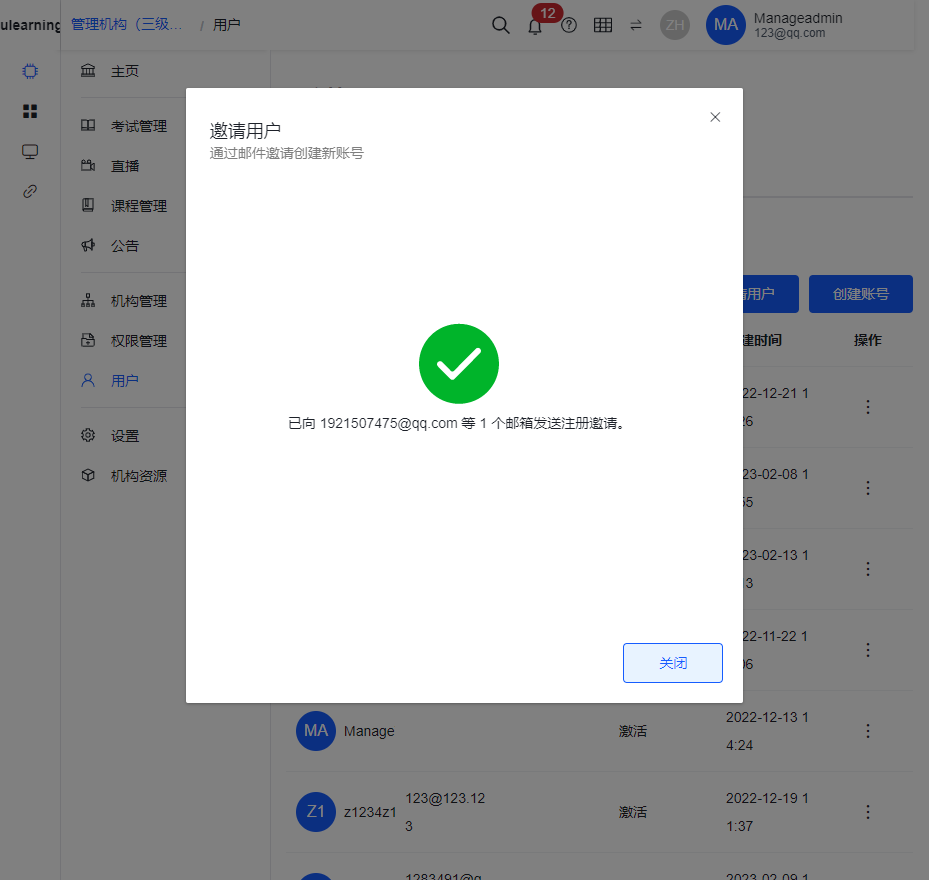 ulearning
管理机构（三级... / 用户
12
ZH
MA
Manageadmin
123@qq.com
主页
考试管理
直播
课程管理
公告
机构管理
权限管理
用户
设置
机构资源
邀请用户
通过邮件邀请创建新账号
已向 1921507475@qq.com 等 1 个邮箱发送注册邀请。
关闭
用户
创建账号
建时间
操作
22-12-21 1
26
23-02-08 1
23-02-13 1
3
22-11-22 1
06
MA Manage 激活 2022-12-13 1
4:24
Z1 z1234z1 123@123.12
3
激活 2022-12-19 1
1:37
1283491@q
2023-02-09 1